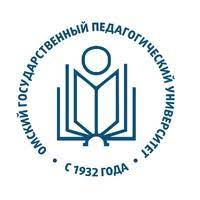 ОМСКИЙ ГОСУДАРСТВЕННЫЙ ПЕДАГОГИЧЕСКИЙ УНИВЕРСИТЕТ
• С 1932 ГОДА •